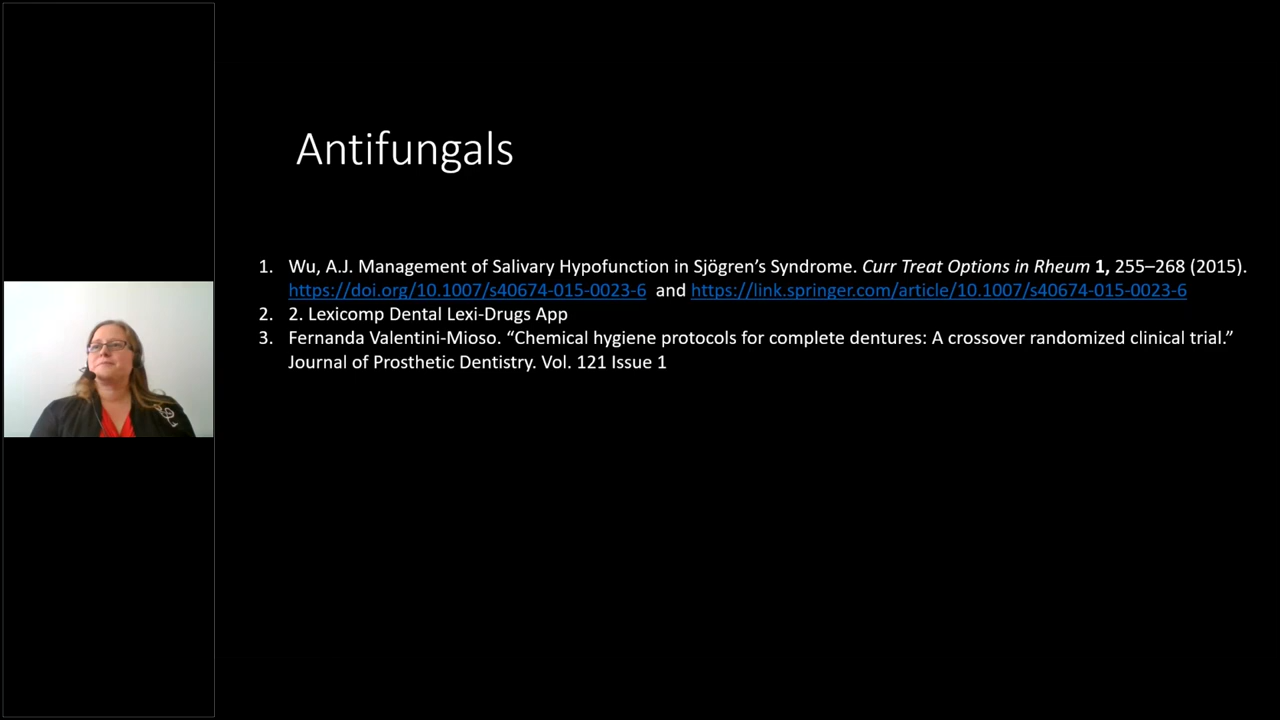 Antifungals
1. Wu, A.J. Management of Salivary Hypofunction in Sjögren’s Syndrome. Curr Treat Options in Rheum 1, 255–268 (2015).
https://doi.org/10.1007/s40674-015-0023-6 and https://link.springer.com/article/10.1007/s40674-015-0023-6
2. 2. Lexicomp Dental Lexi-Drugs App
3. Fernanda Valentini-Mioso. “Chemical hygiene protocols for complete dentures: A crossover randomized clinical trial.”
Journal of Prosthetic Dentistry. Vol. 121 Issue 1